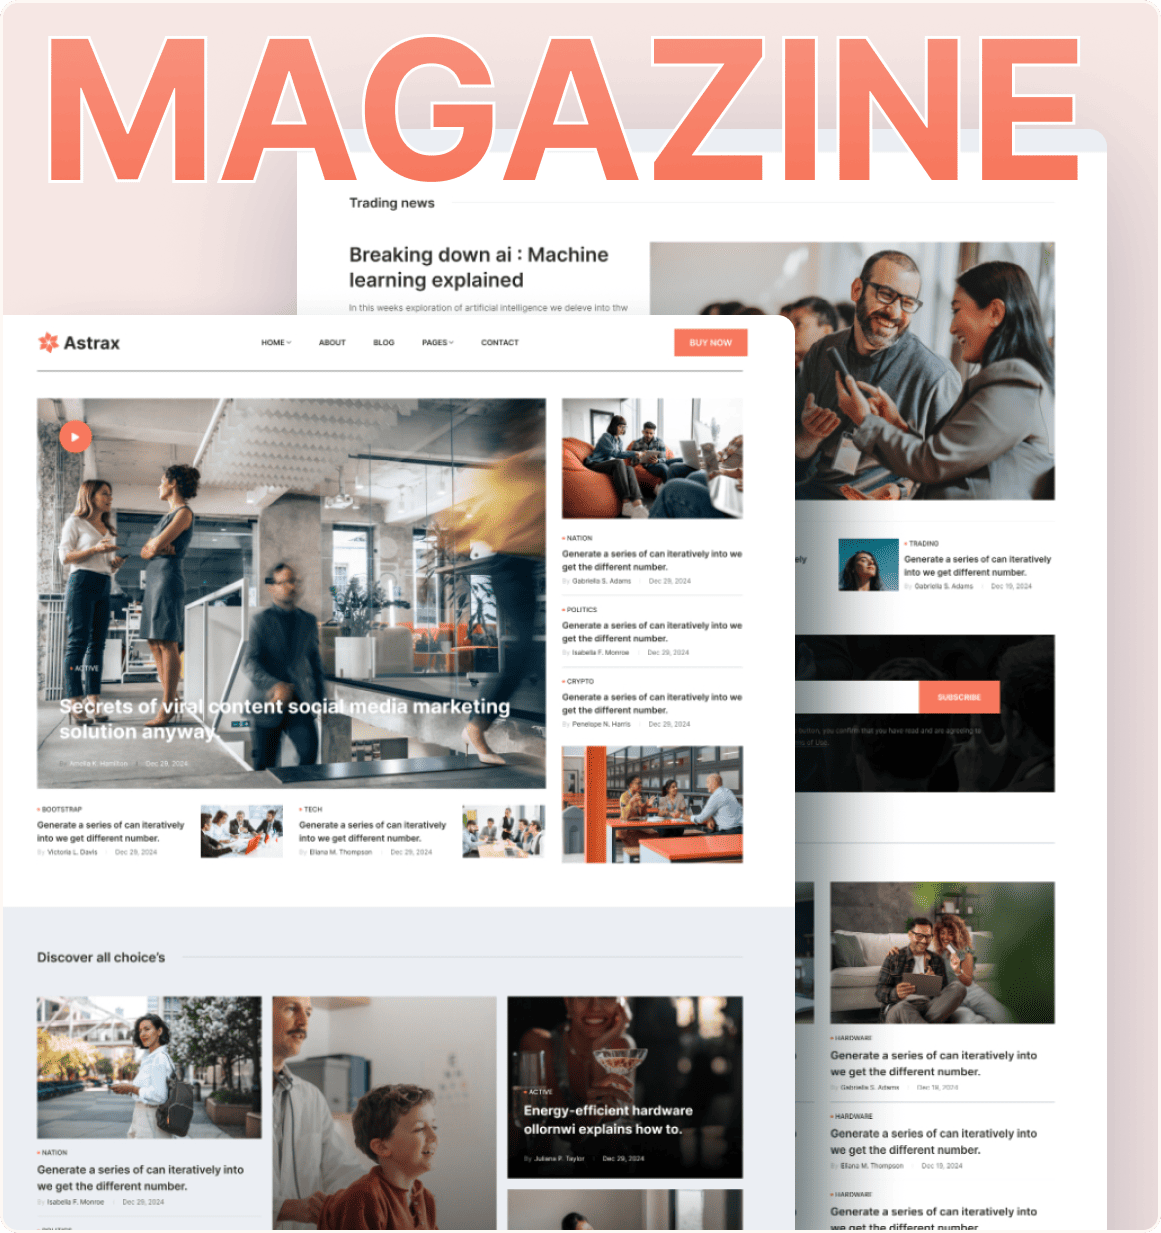 MAGAZINE
Trading news
Breaking down ai : Machine
learning explained
In this weeks exploration of artificial intelligence we deleve into thw
Astrax
HOME
ABOUT
BLOG
PAGES
CONTACT
BUY NOW
ACTIVE
Secrets of viral content social media marketing
solution anyway.
By Amelia K. Hamilton Dec 29, 2024
NATION
Generate a series of can iteratively into we
get the different number.
By Gabriella S. Adams Dec 29, 2024
POLITICS
Generate a series of can iteratively into we
get the different number.
By Isabella F. Monroe Dec 29, 2024
CRYPTO
Generate a series of can iteratively into we
get the different number.
By Penelope N. Harris Dec 29, 2024
BOOTSTRAP
Generate a series of can iteratively
into we get different number.
By Victoria L. Davis Dec 29, 2024
TECH
Generate a series of can iteratively
into we get different number.
By Eliana M. Thompson Dec 29, 2024
TRADING
Generate a series of can iteratively
into we get different number.
By Gabriella S. Adams Dec 19, 2024
SUBSCRIBE
button, you confirm that you have read and are agreeing to
of Use.
Discover all choice's
NATION
Generate a series of can iteratively into
we get the different number.
By Isabella F. Monroe Dec 29, 2024
POLITICS
ACTIVE
Energy-efficient hardware
ollornwi explains how to.
By Juliana P. Taylor Dec 29, 2024
HARDWARE
Generate a series of can iteratively into
we get the different number.
By Gabriella S. Adams Dec 19, 2024
HARDWARE
Generate a series of can iteratively into
we get the different number.
By Eliana M. Thompson Dec 19, 2024
HARDWARE
Generate a series of can iteratively into
we get the different number.